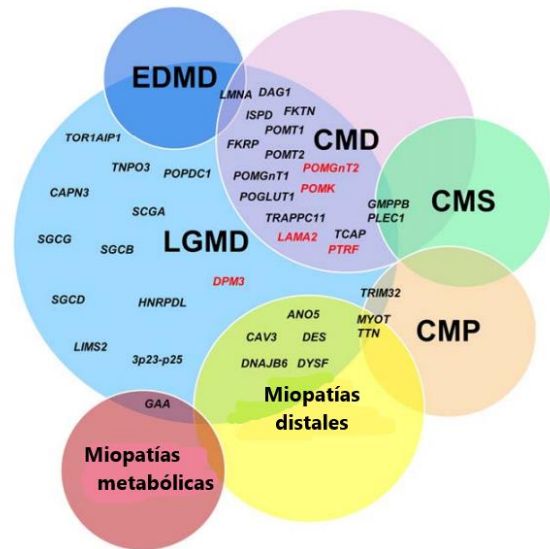 EDMD
LMNA
DAG1
ISPD
FKTN
POMT1
CMD
FKRP
POMT2
POMGnT2
POMGnT1
POMK
POGLUT1
TRAPPC11
LAMA2
TCAP
PTRF
GMPPB
PLEC1
CMS
TOR1AIP1
TNPO3
POPDC1
CAPN3
SCGA
SGCG
SGCB
LGMD
DPM3
SGCD
HNRPDL
LIMS2
3p23-p25
TRIM32
MYOT
TTN
CMP
ANO5
CAV3
DES
DNAJB6
DYSF
Miopatías
distales
GAA
Miopatías
metabólicas